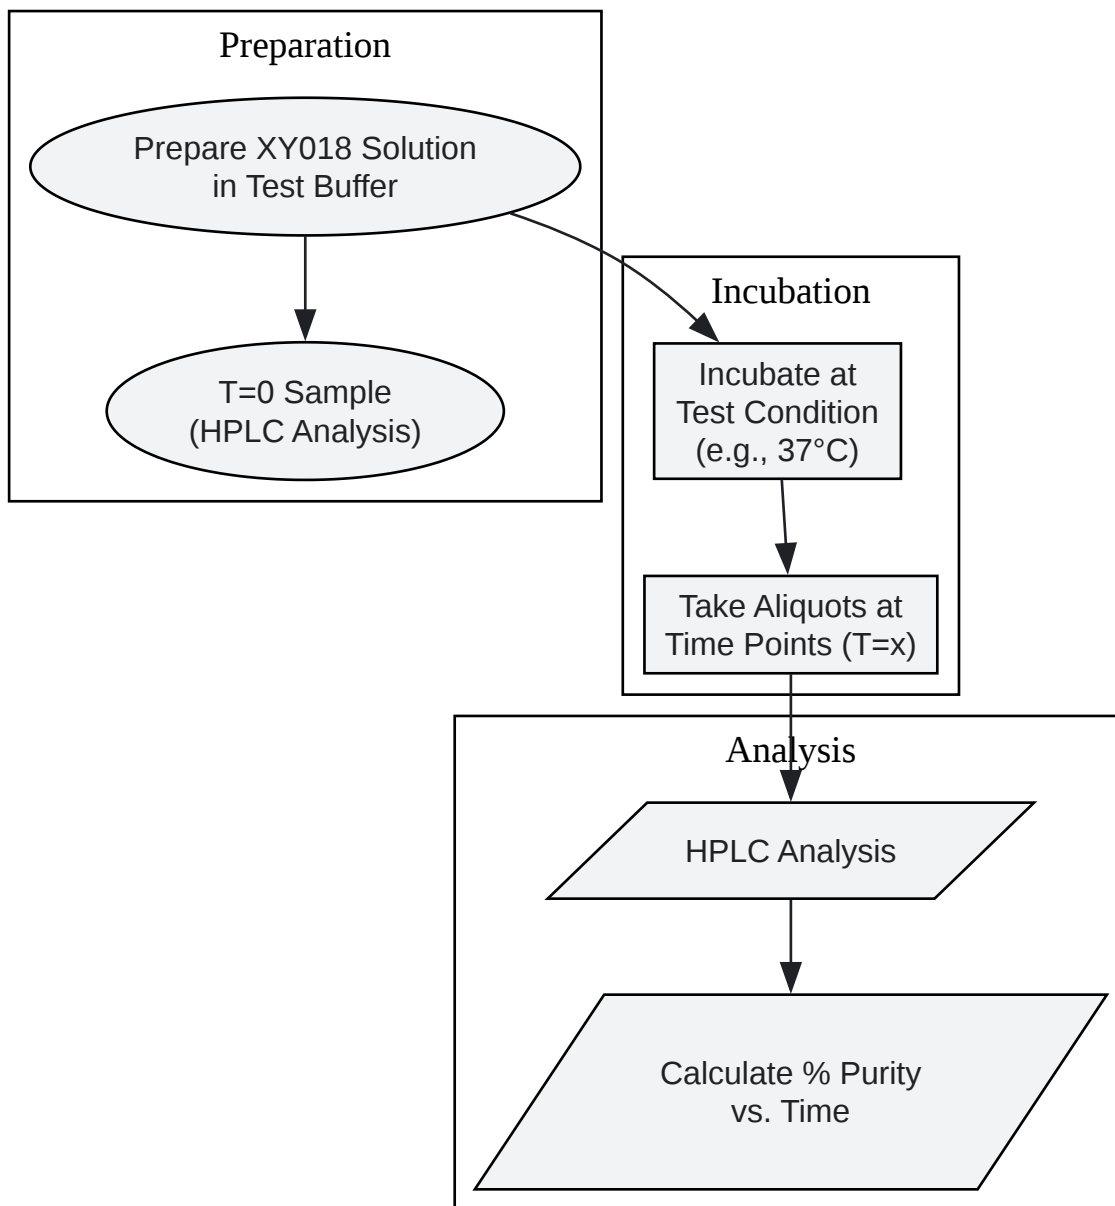 Preparation
Prepare XY018 Solution
in Test Buffer
T=0 Sample
(HPLC Analysis)
Incubation
Incubate at
Test Condition
(e.g., 37°C)
Take Aliquots at
Time Points (T=x)
Analysis
HPLC Analysis
Calculate % Purity
vs. Time